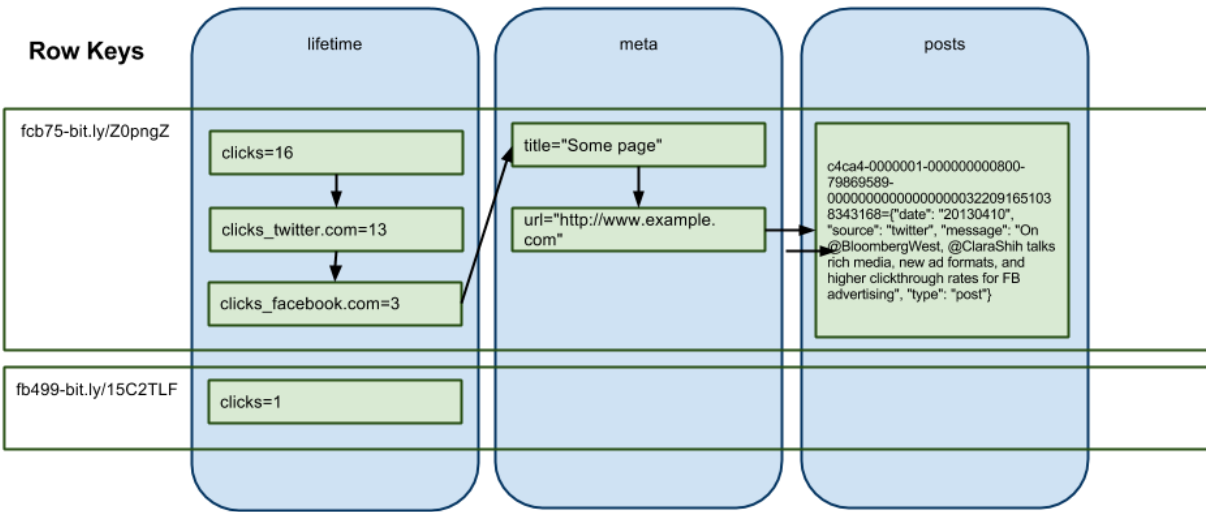 Row Keys
lifetime
meta
posts
fcb75-bit.ly/Z0pngZ
clicks=16
clicks_twitter.com=13
clicks_facebook.com=3
title="Some page"
url="http://www.example.
com"
c4ca4-0000001-000000000800-
79869589-
0000000000000000000032209165103
8343168={"date": "20130410",
"source": "twitter", "message": "On
@BloombergWest, @ClaraShih talks
rich media, new ad formats, and
higher clickthrough rates for FB
advertising", "type": "post"}
fb499-bit.ly/15C2TLF
clicks=1